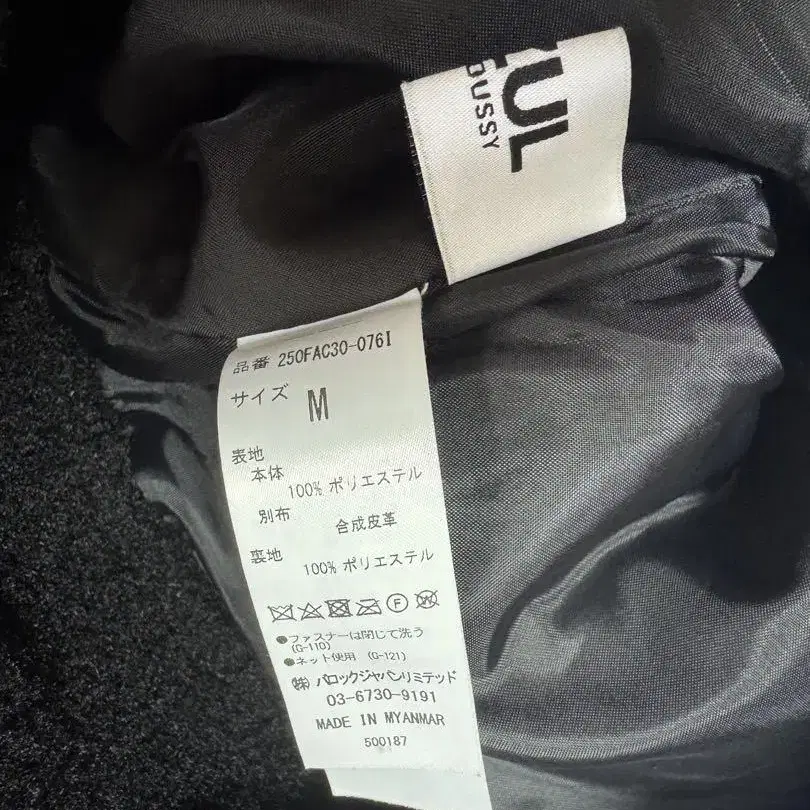 ZUL
OUSSY
品番 250FAC30-076I
サイズ M
表地
本体
100% ポリエステル
別布
合成皮革
裏地
100% ポリエステル
F
W
●ファスナーは閉じて洗う
(G-110)
●ネット使用 (G-121)
㈱ バロックジャパンリミテッド
03-6730-9191
MADE IN MYANMAR
500187